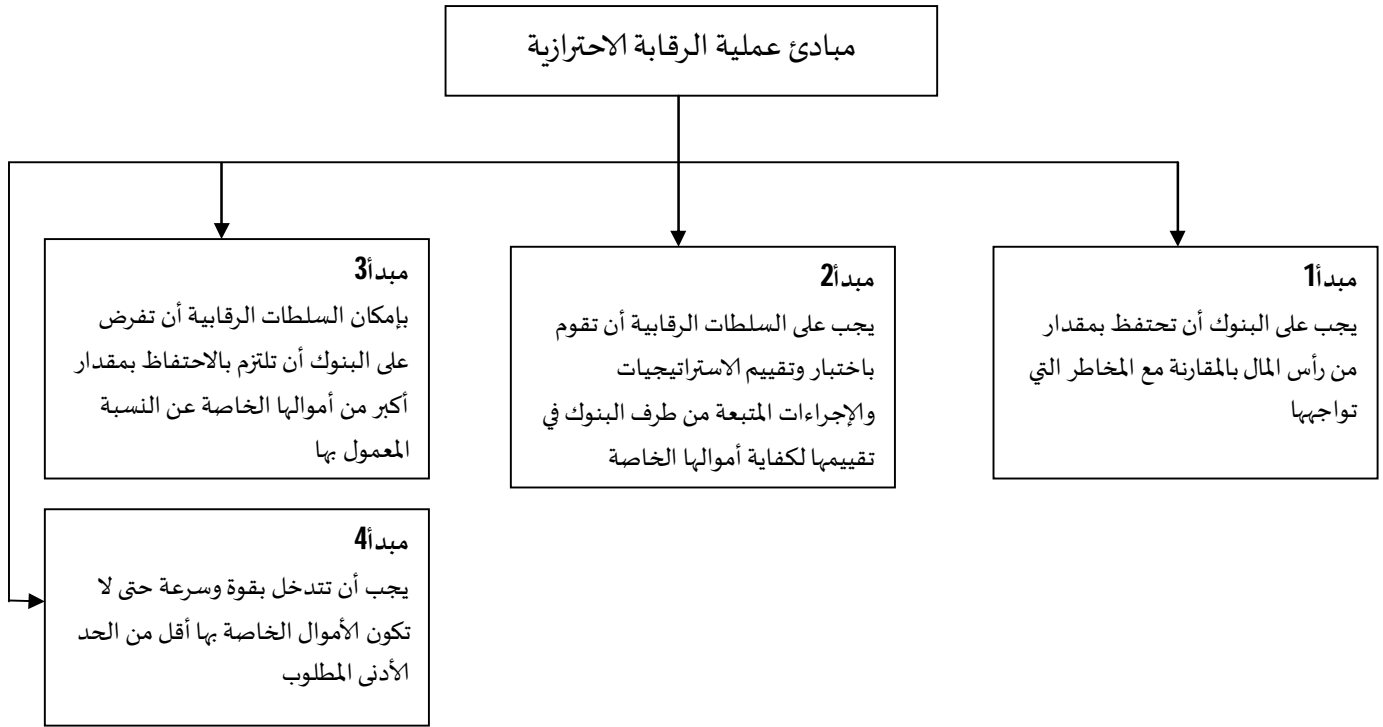 مبادئ عملية الرقابة الاحترازية
مبدأ1
يجب على البنوك أن تحتفظ بمقدار
من رأس المال بالمقارنة مع المخاطر التي
تواجهها
مبدأ2
يجب على السلطات الرقابية أن تقوم
باختبار وتقييم الاستراتيجيات
والإجراءات المتبعة من طرف البنوك في
تقييمها لكفاية أموالها الخاصة
مبدأ3
بإمكان السلطات الرقابية أن تفرض
على البنوك أن تلتزم بالاحتفاظ بمقدار
أكبر من أموالها الخاصة عن النسبة
المعمول بها
مبدأ4
يجب أن تتدخل بقوة وسرعة حتى لا
تكون الأموال الخاصة بها أقل من الحد
الأدنى المطلوب